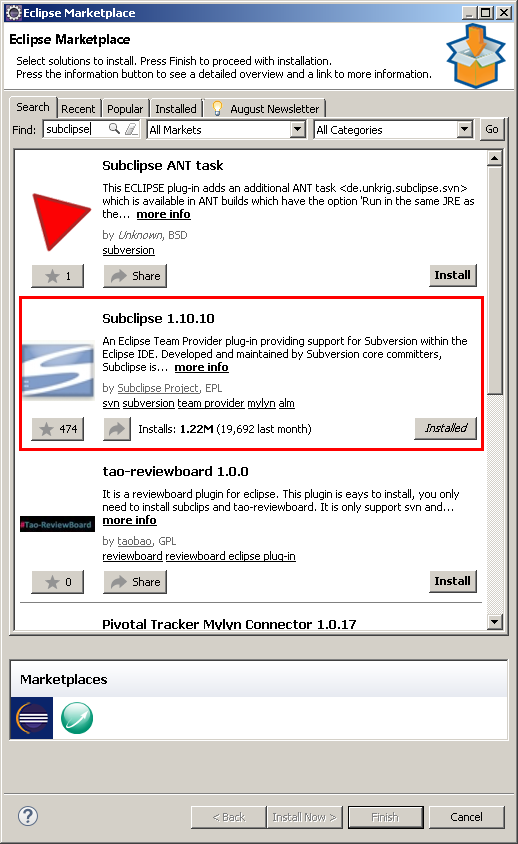 Eclipse Marketplace
Eclipse Marketplace
Select solutions to install. Press Finish to proceed with installation.
Press the information button to see a detailed overview and a link to more information.
Search Recent Popular Installed August Newsletter
Find: subclipse All Markets All Categories Go
Subclipse ANT task
This ECLIPSE plug-in adds an additional ANT task <de.unkrig.subclipse.svn>
which is available in ANT builds which have the option 'Run in the same JRE as
the... more info
by Unknown, BSD
subversion
1 Share Install
Subclipse 1.10.10
An Eclipse Team Provider plug-in providing support for Subversion within the
Eclipse IDE. Developed and maintained by Subversion core committers,
Subclipse is... more info
by Subclipse Project, EPL
svn subversion team provider mylyn alm
474 Installs: 1.22M (19,692 last month) Installed
tao-reviewboard 1.0.0
It is a reviewboard plugin for eclipse. This plugin is eays to install, you only
need to install subclips and tao-reviewboard. It is only support svn and...
#Tao-ReviewBoard more info
by taobao, GPL
reviewboard reviewboard eclipse plug-in
0 Share Install
Pivotal Tracker Mylyn Connector 1.0.17
Marketplaces
? < Back Install Now > Finish Cancel